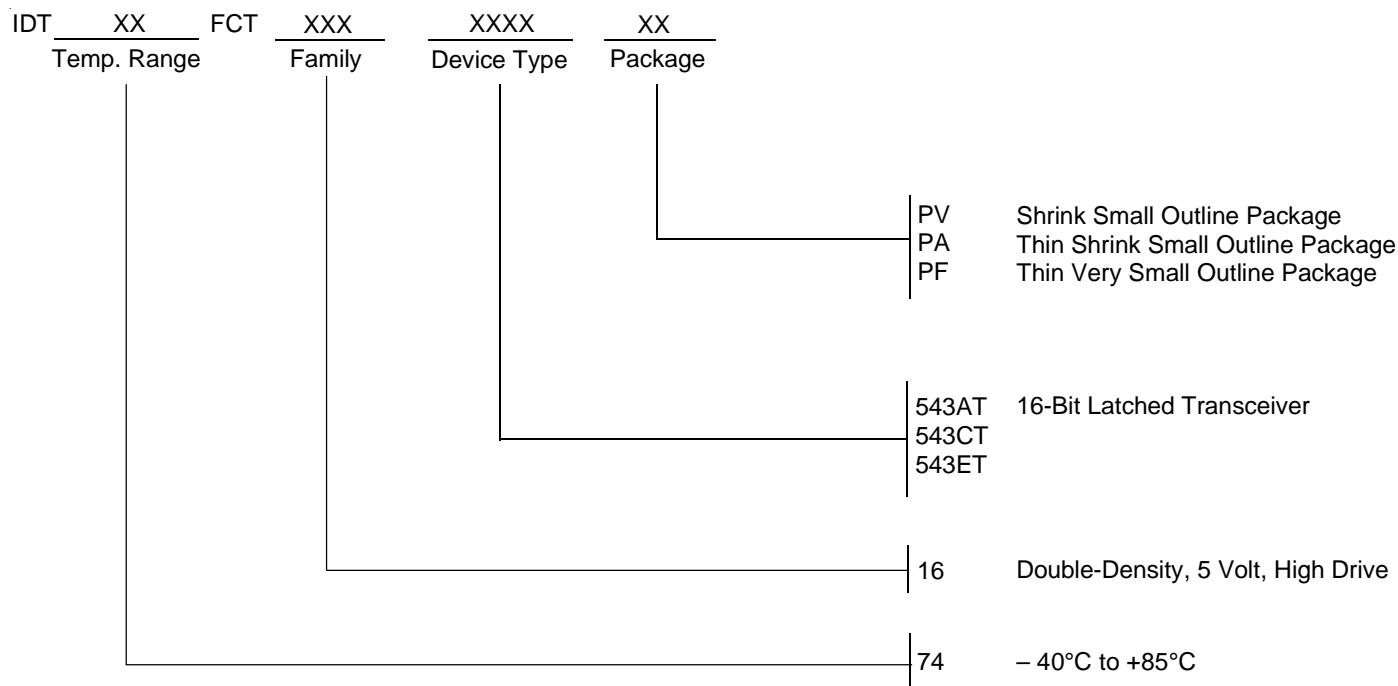 IDT XX FCT XXX XXXX XX
Temp. Range Family Device Type Package
PV Shrink Small Outline Package
PA Thin Shrink Small Outline Package
PF Thin Very Small Outline Package
543AT 16-Bit Latched Transceiver
543CT
543ET
16 Double-Density, 5 Volt, High Drive
74 – 40°C to +85°C